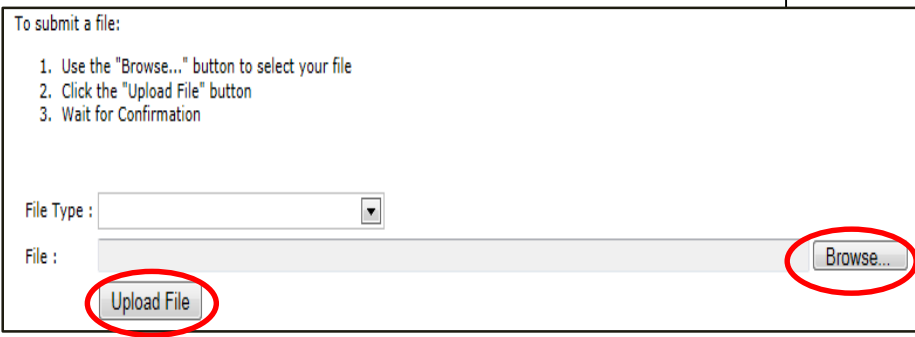 To submit a file:
1. Use the "Browse..." button to select your file
2. Click the "Upload File" button
3. Wait for Confirmation
File Type :
File :
Browse...
Upload File